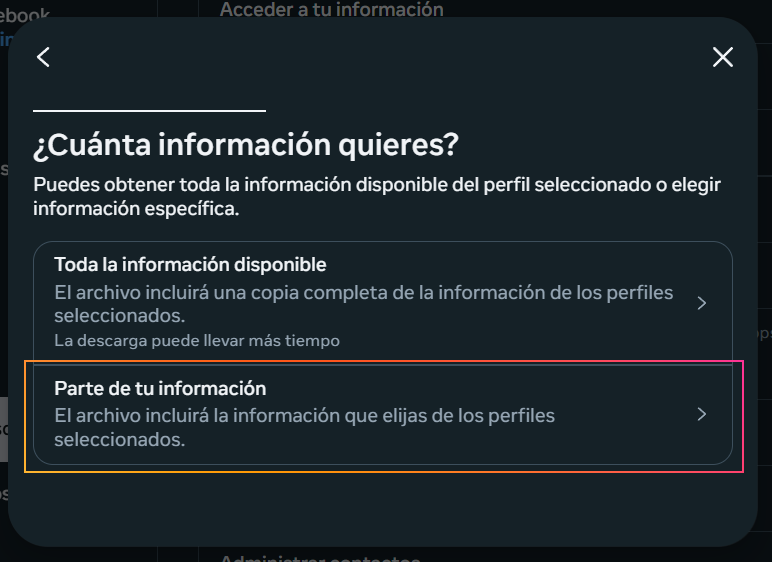 Acceder a tu información
ebook
in
¿Cuánta información quieres?
Puedes obtener toda la información disponible del perfil seleccionado o elegir
información específica.
Toda la información disponible
El archivo incluirá una copia completa de la información de los perfiles
seleccionados.
La descarga puede llevar más tiempo
Parte de tu información
El archivo incluirá la información que elijas de los perfiles
seleccionados.
Administrar contactos